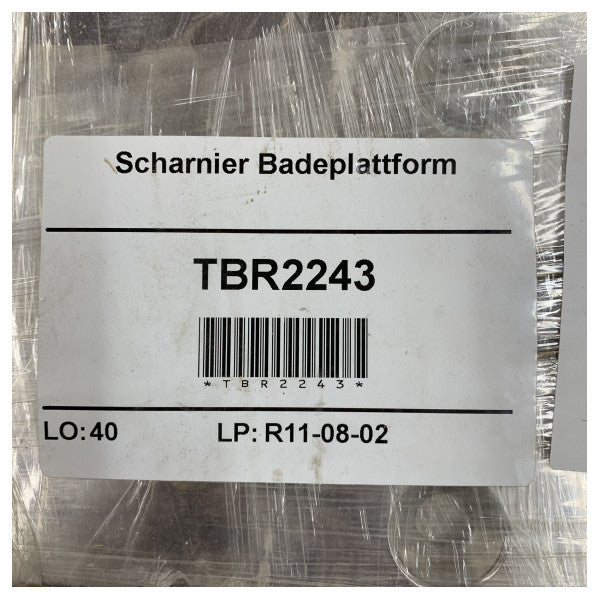 Scharnier Badeplattform
TBR2243
*TBR2243*
LO: 40 LP: R11-08-02